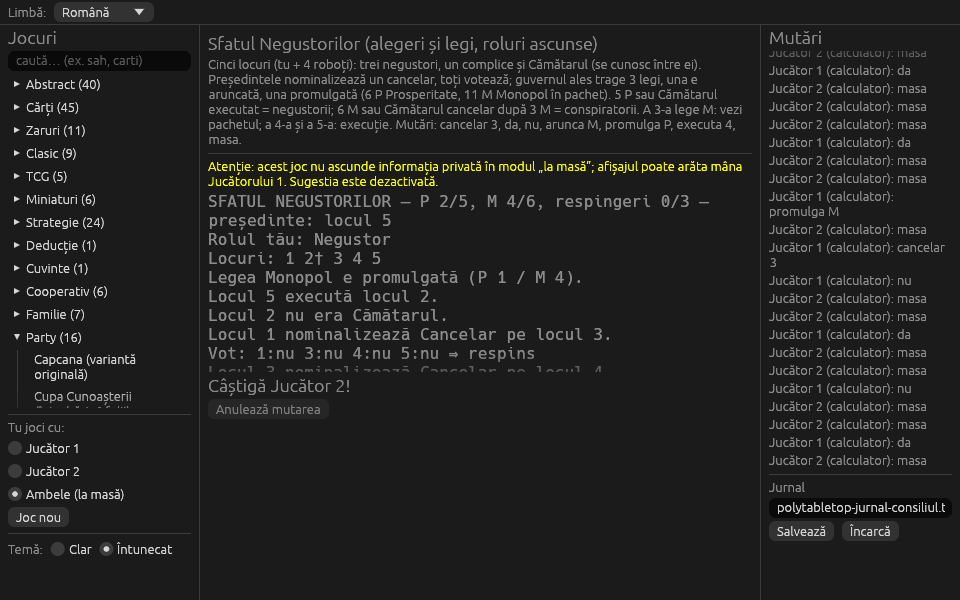 Limbă: Română
Jocuri
caută... (ex. sah, carti)
Abstract (40)
Cărți (45)
Zaruri (11)
Clasic (9)
TCG (5)
Miniaturi (6)
Strategie (24)
Deducție (1)
Cuvinte (1)
Cooperativ (6)
Familie (7)
Party (16)
Capcana (variantă
originală)
Cupa Cunoașterii
Tu joci cu:
Jucător 1
Jucător 2
Ambele (la masă)
Joc nou
Temă: Clar Întunecat
Sfatul Negustorilor (alegeri și legi, roluri ascunse)
Cinci locuri (tu + 4 roboți): trei negustori, un complice și Cămătarul (se cunosc între ei).
Președintele nominalizează un cancelar, toți votează; guvernul ales trage 3 legi, una e
aruncată, una promulgată (6 P Prosperitate, 11 M Monopol în pachet). 5 P sau Cămătarul
executat = negustorii; 6 M sau Cămătarul cancelar după 3 M = conspiratorii. A 3-a lege M: vezi
pachetul; a 4-a și a 5-a: execuție. Mutări: cancelar 3, da, nu, arunca M, promulga P, executa 4,
masa.
Atenție: acest joc nu ascunde informația privată în modul „la masă”; afișajul poate arăta mâna
Jucătorului 1. Sugestia este dezactivată.
SFATUL NEGUSTORILOR — P 2/5, M 4/6, respingeri 0/3 —
președinte: locul 5
Rolul tău: Negustor
Locuri: 1 2† 3 4 5
Legea Monopol e promulgată (P 1 / M 4).
Locul 5 execută locul 2.
Locul 2 nu era Cămătarul.
Locul 1 nominalizează Cancelar pe locul 3.
Vot: 1:nu 3:nu 4:nu 5:nu ⇒ respins
Locul 3 nominalizează Cancelar pe locul 4.
Câștigă Jucător 2!
Anulează mutarea
Mutări
Jucător 2 (calculator): masa
Jucător 1 (calculator): da
Jucător 2 (calculator): masa
Jucător 2 (calculator): masa
Jucător 2 (calculator): masa
Jucător 1 (calculator): da
Jucător 2 (calculator): masa
Jucător 2 (calculator): masa
Jucător 1 (calculator):
promulga M
Jucător 2 (calculator): masa
Jucător 1 (calculator): cancelar
3
Jucător 1 (calculator): nu
Jucător 2 (calculator): masa
Jucător 2 (calculator): masa
Jucător 1 (calculator): da
Jucător 2 (calculator): masa
Jucător 2 (calculator): masa
Jucător 1 (calculator): nu
Jucător 2 (calculator): masa
Jucător 2 (calculator): masa
Jucător 1 (calculator): da
Jucător 2 (calculator): masa
Jurnal
polytabletop-jurnal-consiliul.t
Salvează Încarcă